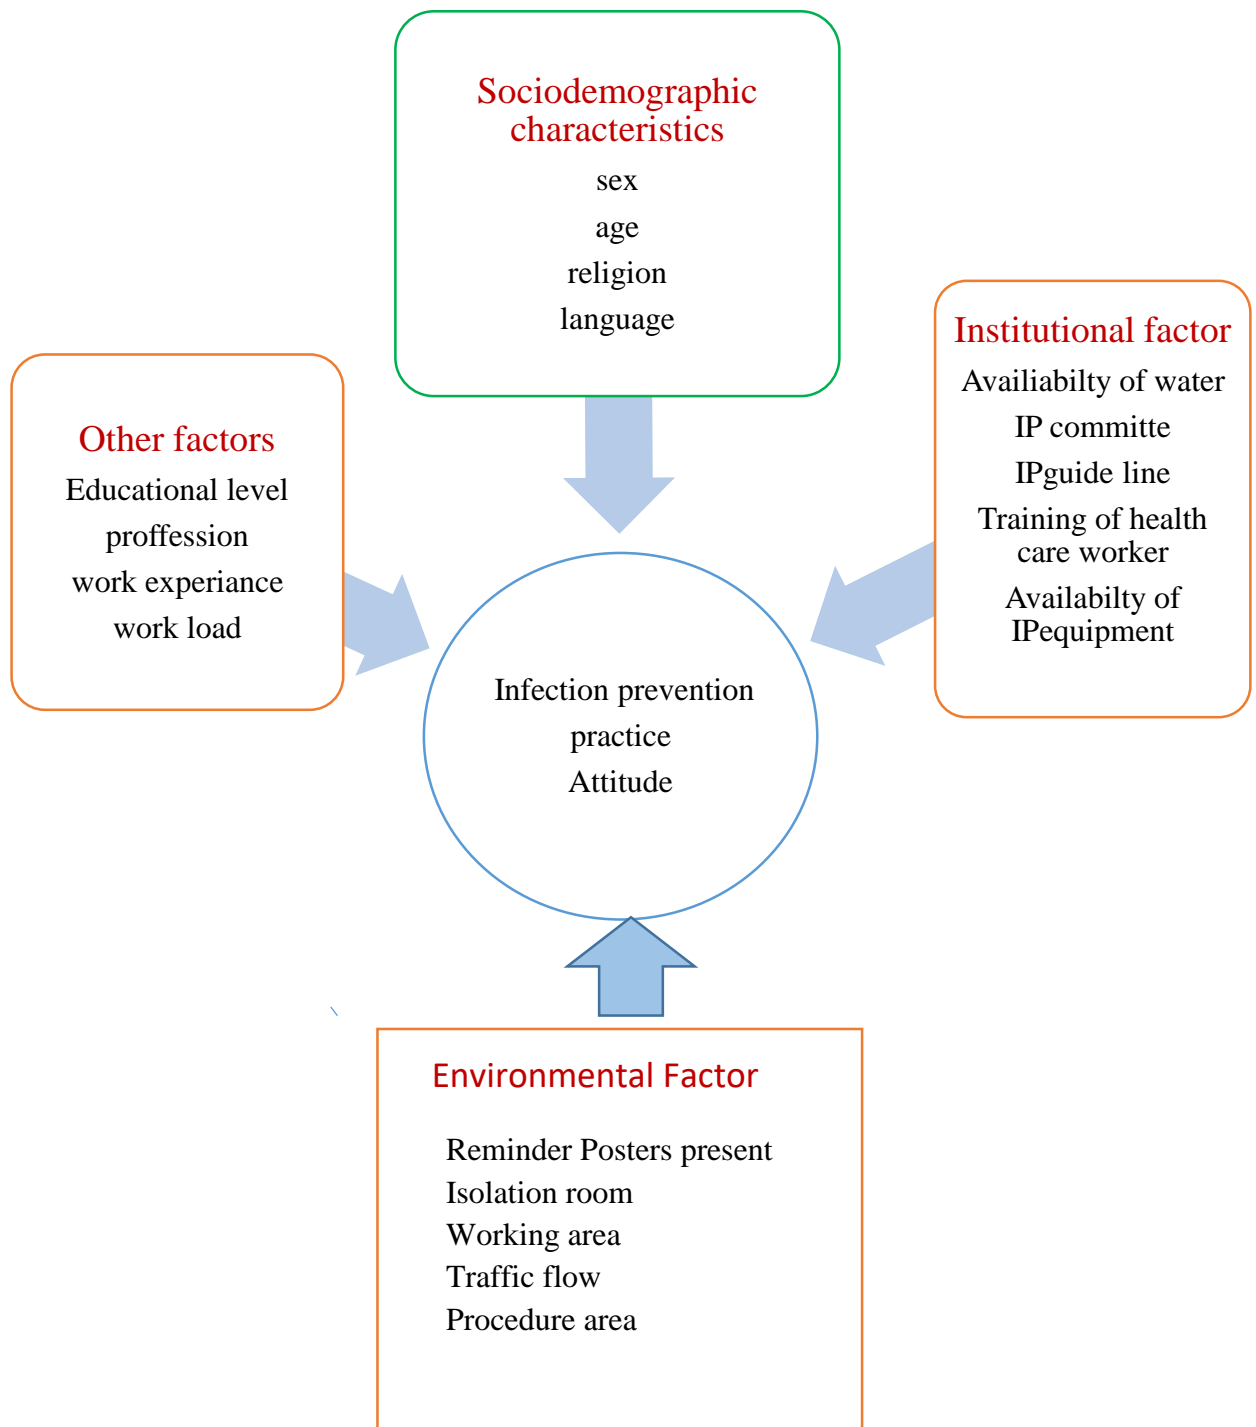 Sociodemographic
characteristics
sex
age
religion
language
Institutional factor
Availiabilty of water
IP committe
IPguide line
Training of health
care worker
Availabilty of
IPequipment
Other factors
Educational level
proffession
work experiance
work load
Infection prevention
practice
Attitude
Environmental Factor
Reminder Posters present
Isolation room
Working area
Traffic flow
Procedure area